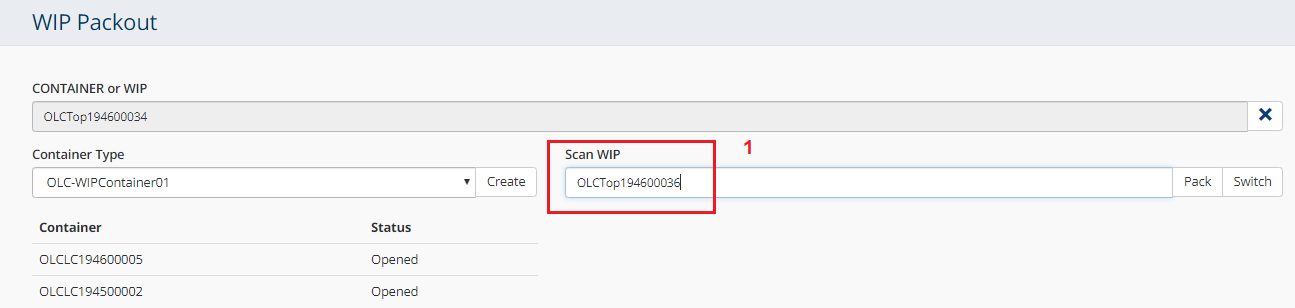 WIP Packout
CONTAINER or WIP
OLCTop194600034
Container Type
Scan WIP
1
OLC-WIPContainer01
Create
OLCTop194600036
Pack
Switch
Container Status
OLCLC194600005 Opened
OLCLC194500002 Opened